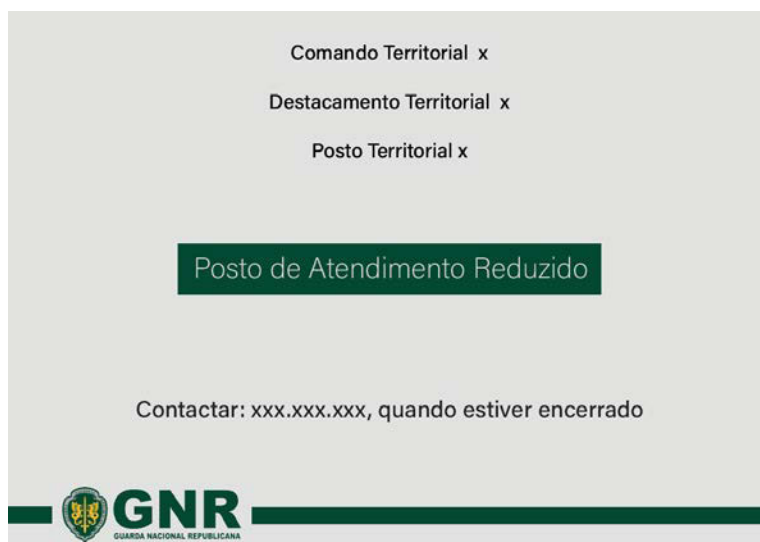 Comando Territorial x
Destacamento Territorial x
Posto Territorial x
Posto de Atendimento Reduzido
Contactar: xxx.xxx.xxx, quando estiver encerrado
GNR
GUARDA NACIONAL REPUBLICANA